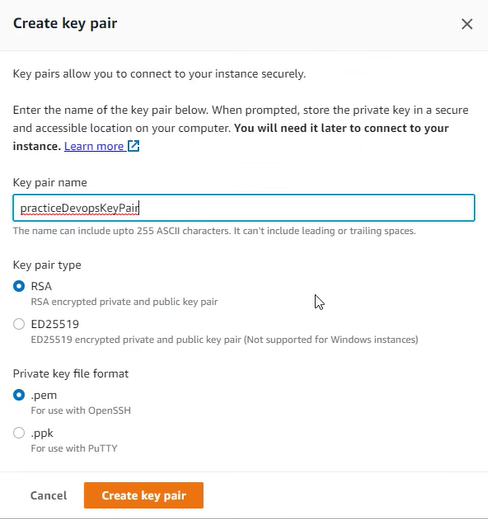 Create key pair
Key pairs allow you to connect to your instance securely.
Enter the name of the key pair below. When prompted, store the private key in a secure
and accessible location on your computer. You will need it later to connect to your
instance. Learn more
Key pair name
practiceDevopsKeyPair
The name can include upto 255 ASCII characters. It can't include leading or trailing spaces.
Key pair type
RSA
RSA encrypted private and public key pair
ED25519
ED25519 encrypted private and public key pair (Not supported for Windows instances)
Private key file format
.pem
For use with OpenSSH
.ppk
For use with PuTTY
Cancel Create key pair